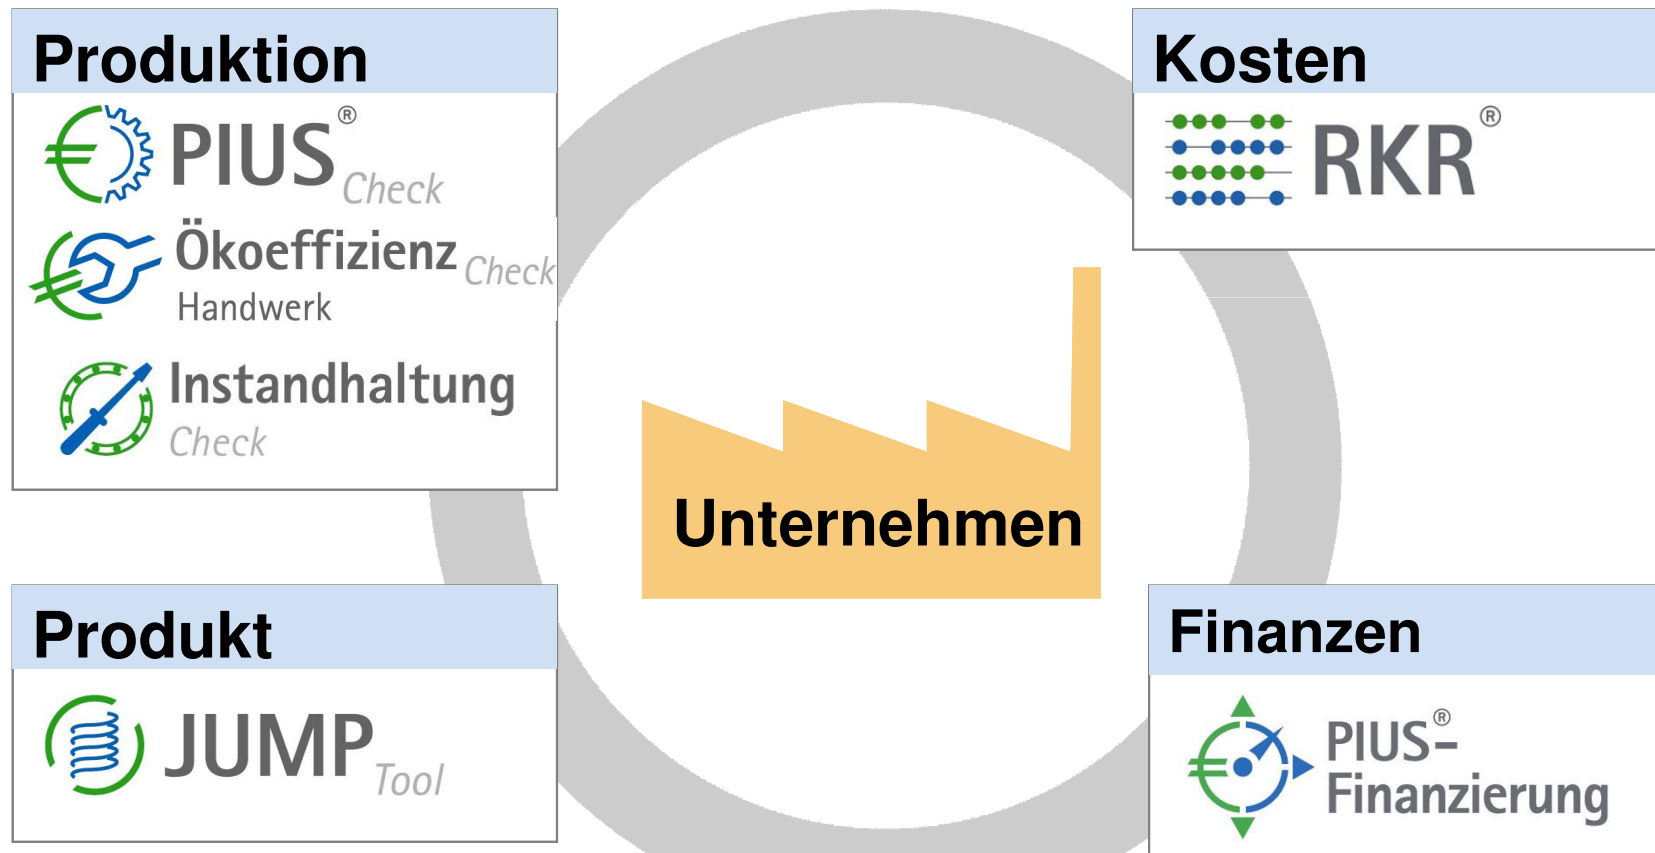 Produktion
PIUS® Check
Ökoeffizienz Check
Handwerk
Instandhaltung
Check
Kosten
RKR®
Unternehmen
Produkt
JUMP Tool
Finanzen
PIUS®-
Finanzierung